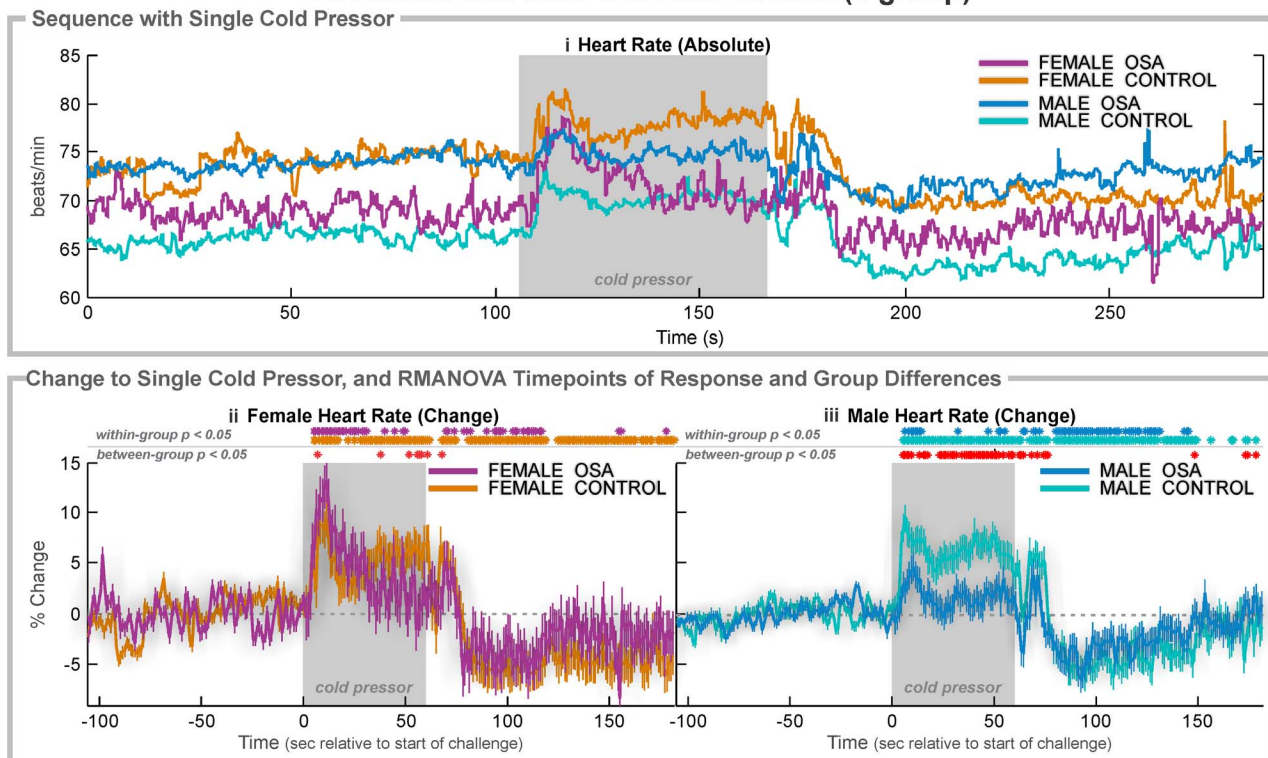 Sequence with Single Cold Pressor
i Heart Rate (Absolute)
85
80
75
70
65
60
beats/min
FEMALE OSA
FEMALE CONTROL
MALE OSA
MALE CONTROL
cold pressor
0
50
100
150
200
250
Time (s)
Change to Single Cold Pressor, and RMANOVA Timepoints of Response and Group Differences
ii Female Heart Rate (Change)
within-group p < 0.05
between-group p < 0.05
15
10
5
0
-5
% Change
FEMALE OSA
FEMALE CONTROL
cold pressor
-100
-50
0
50
100
150
Time (sec relative to start of challenge)
iii Male Heart Rate (Change)
within-group p < 0.05
between-group p < 0.05
MALE OSA
MALE CONTROL
cold pressor
-100
-50
0
50
100
150
Time (sec relative to start of challenge)